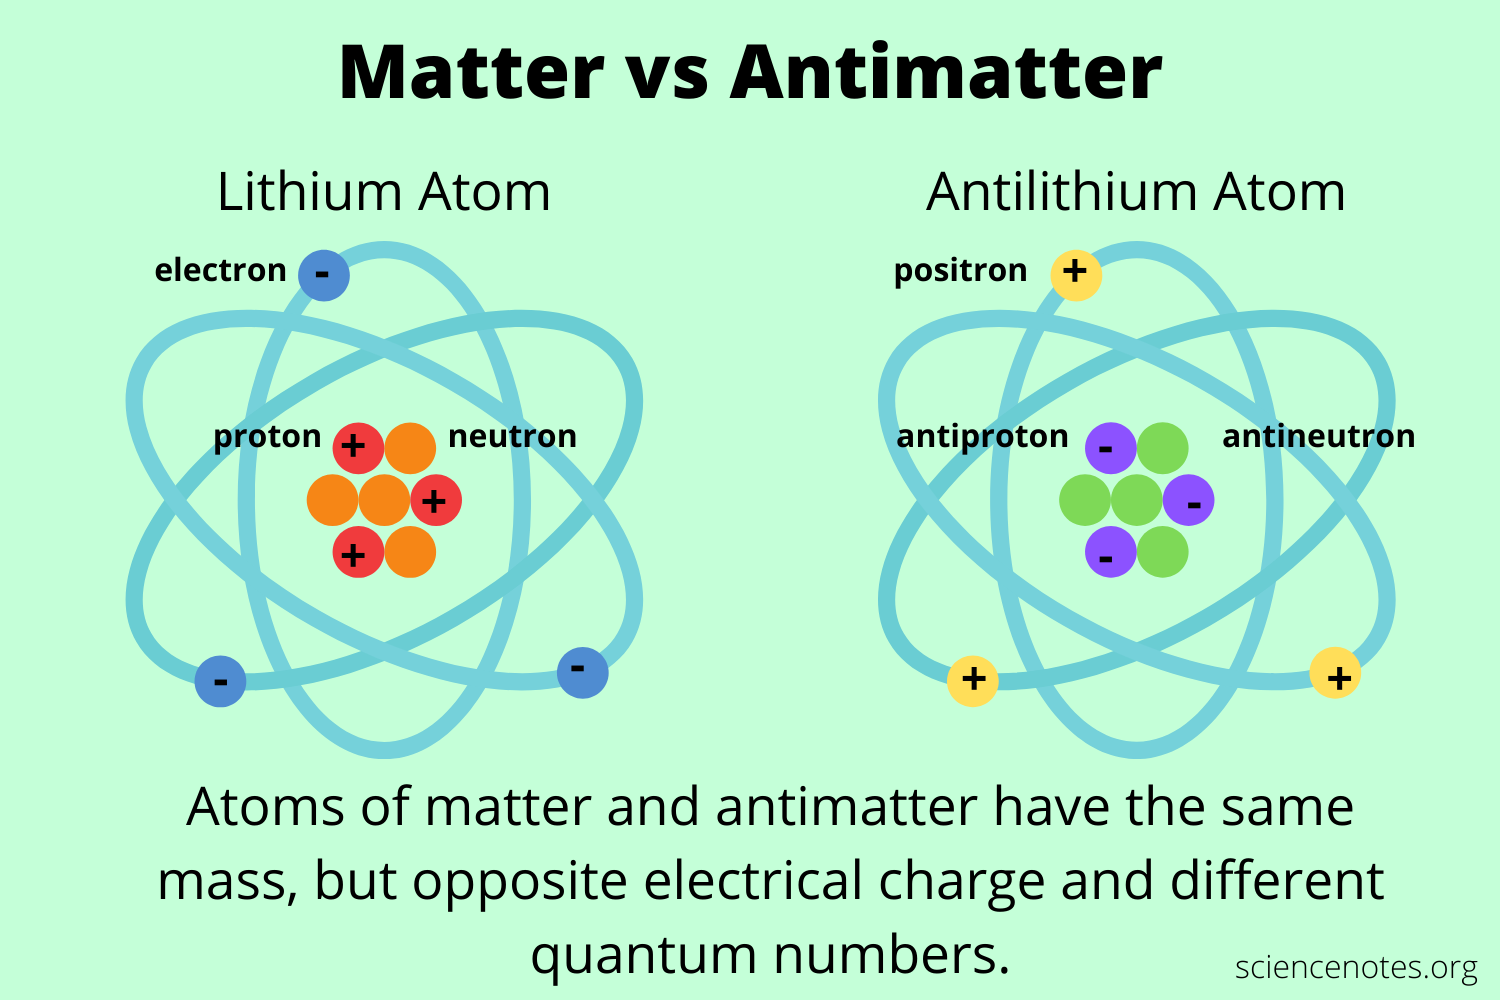 Matter vs Antimatter
Lithium Atom
electron
-
proton
+
neutron
+
+
-
-
Antilithium Atom
positron
+
antiproton
-
antineutron
-
-
+
+
Atoms of matter and antimatter have the same
mass, but opposite electrical charge and different
quantum numbers.
sciencenotes.org